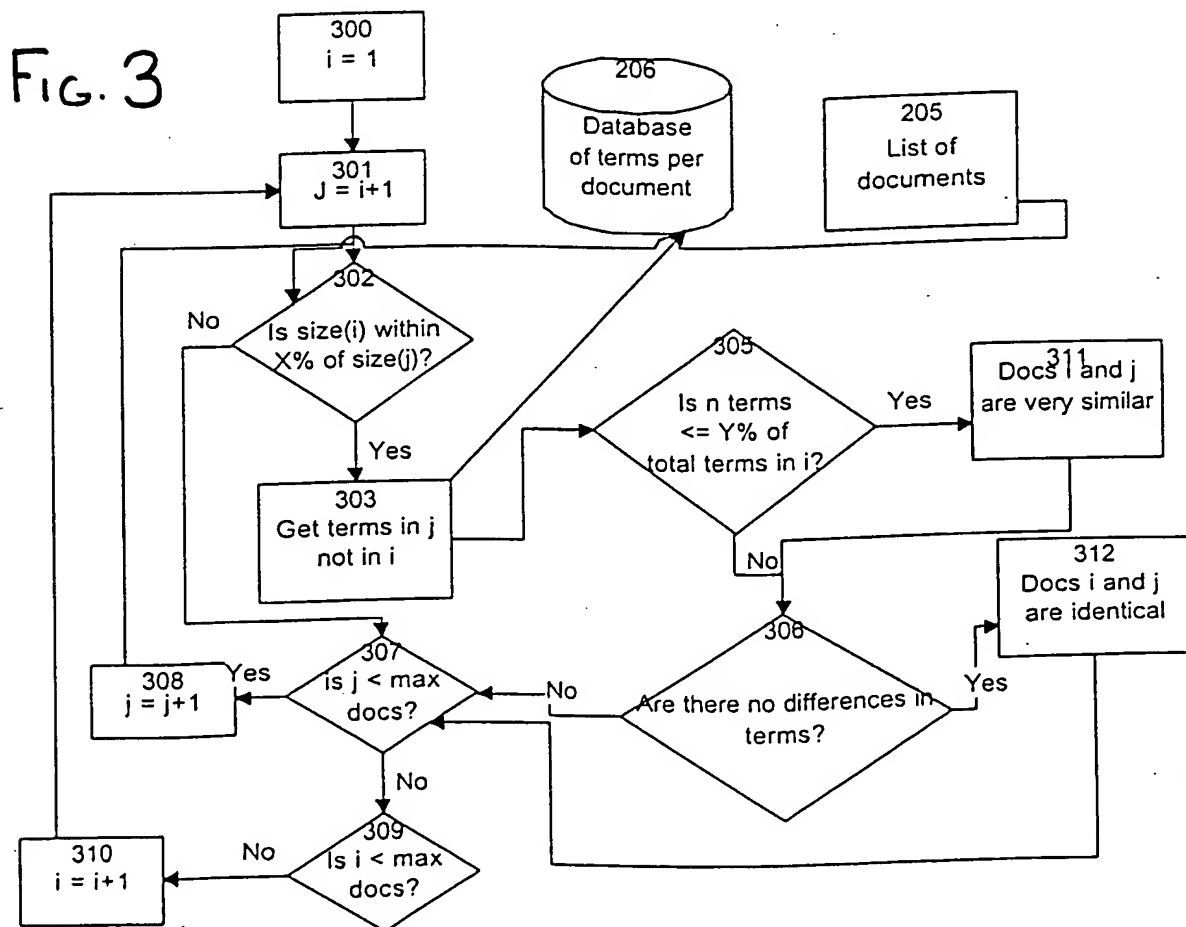 FIG. 3
300
i = 1
206
Database
of terms per
document
205
List of
documents
301
J = i+1
302
Is size(i) within
X% of size(j)?
No
Yes
303
Get terms in j
not in i
305
Is n terms
<= Y% of
total terms in i?
Yes
No
311
Docs i and j
are very similar
312
Docs i and j
are identical
306
Are there no differences in
terms?
Yes
No
307
is j < max
docs?
Yes
308
j = j+1
No
309
Is i < max
docs?
No
310
i = i+1